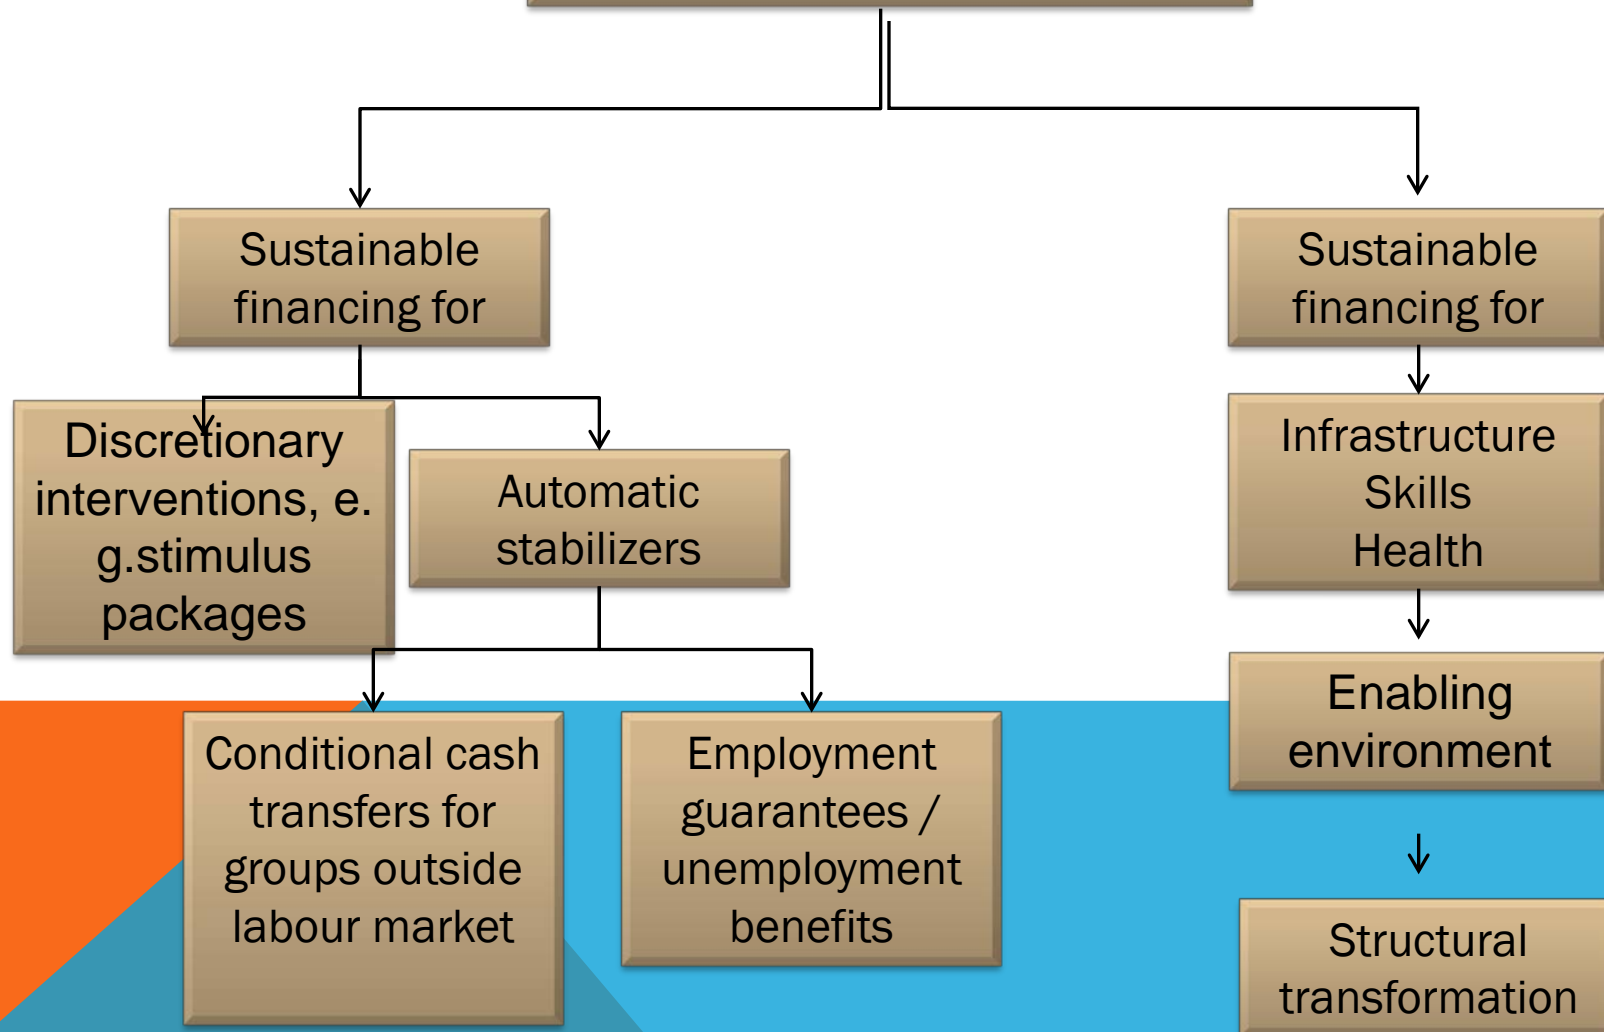 Sustainable
financing for
Sustainable
financing for
Discretionary
interventions, e.
g.stimulus
packages
Automatic
stabilizers
Infrastructure
Skills
Health
Conditional cash
transfers for
groups outside
labour market
Employment
guarantees /
unemployment
benefits
Enabling
environment
Structural
transformation